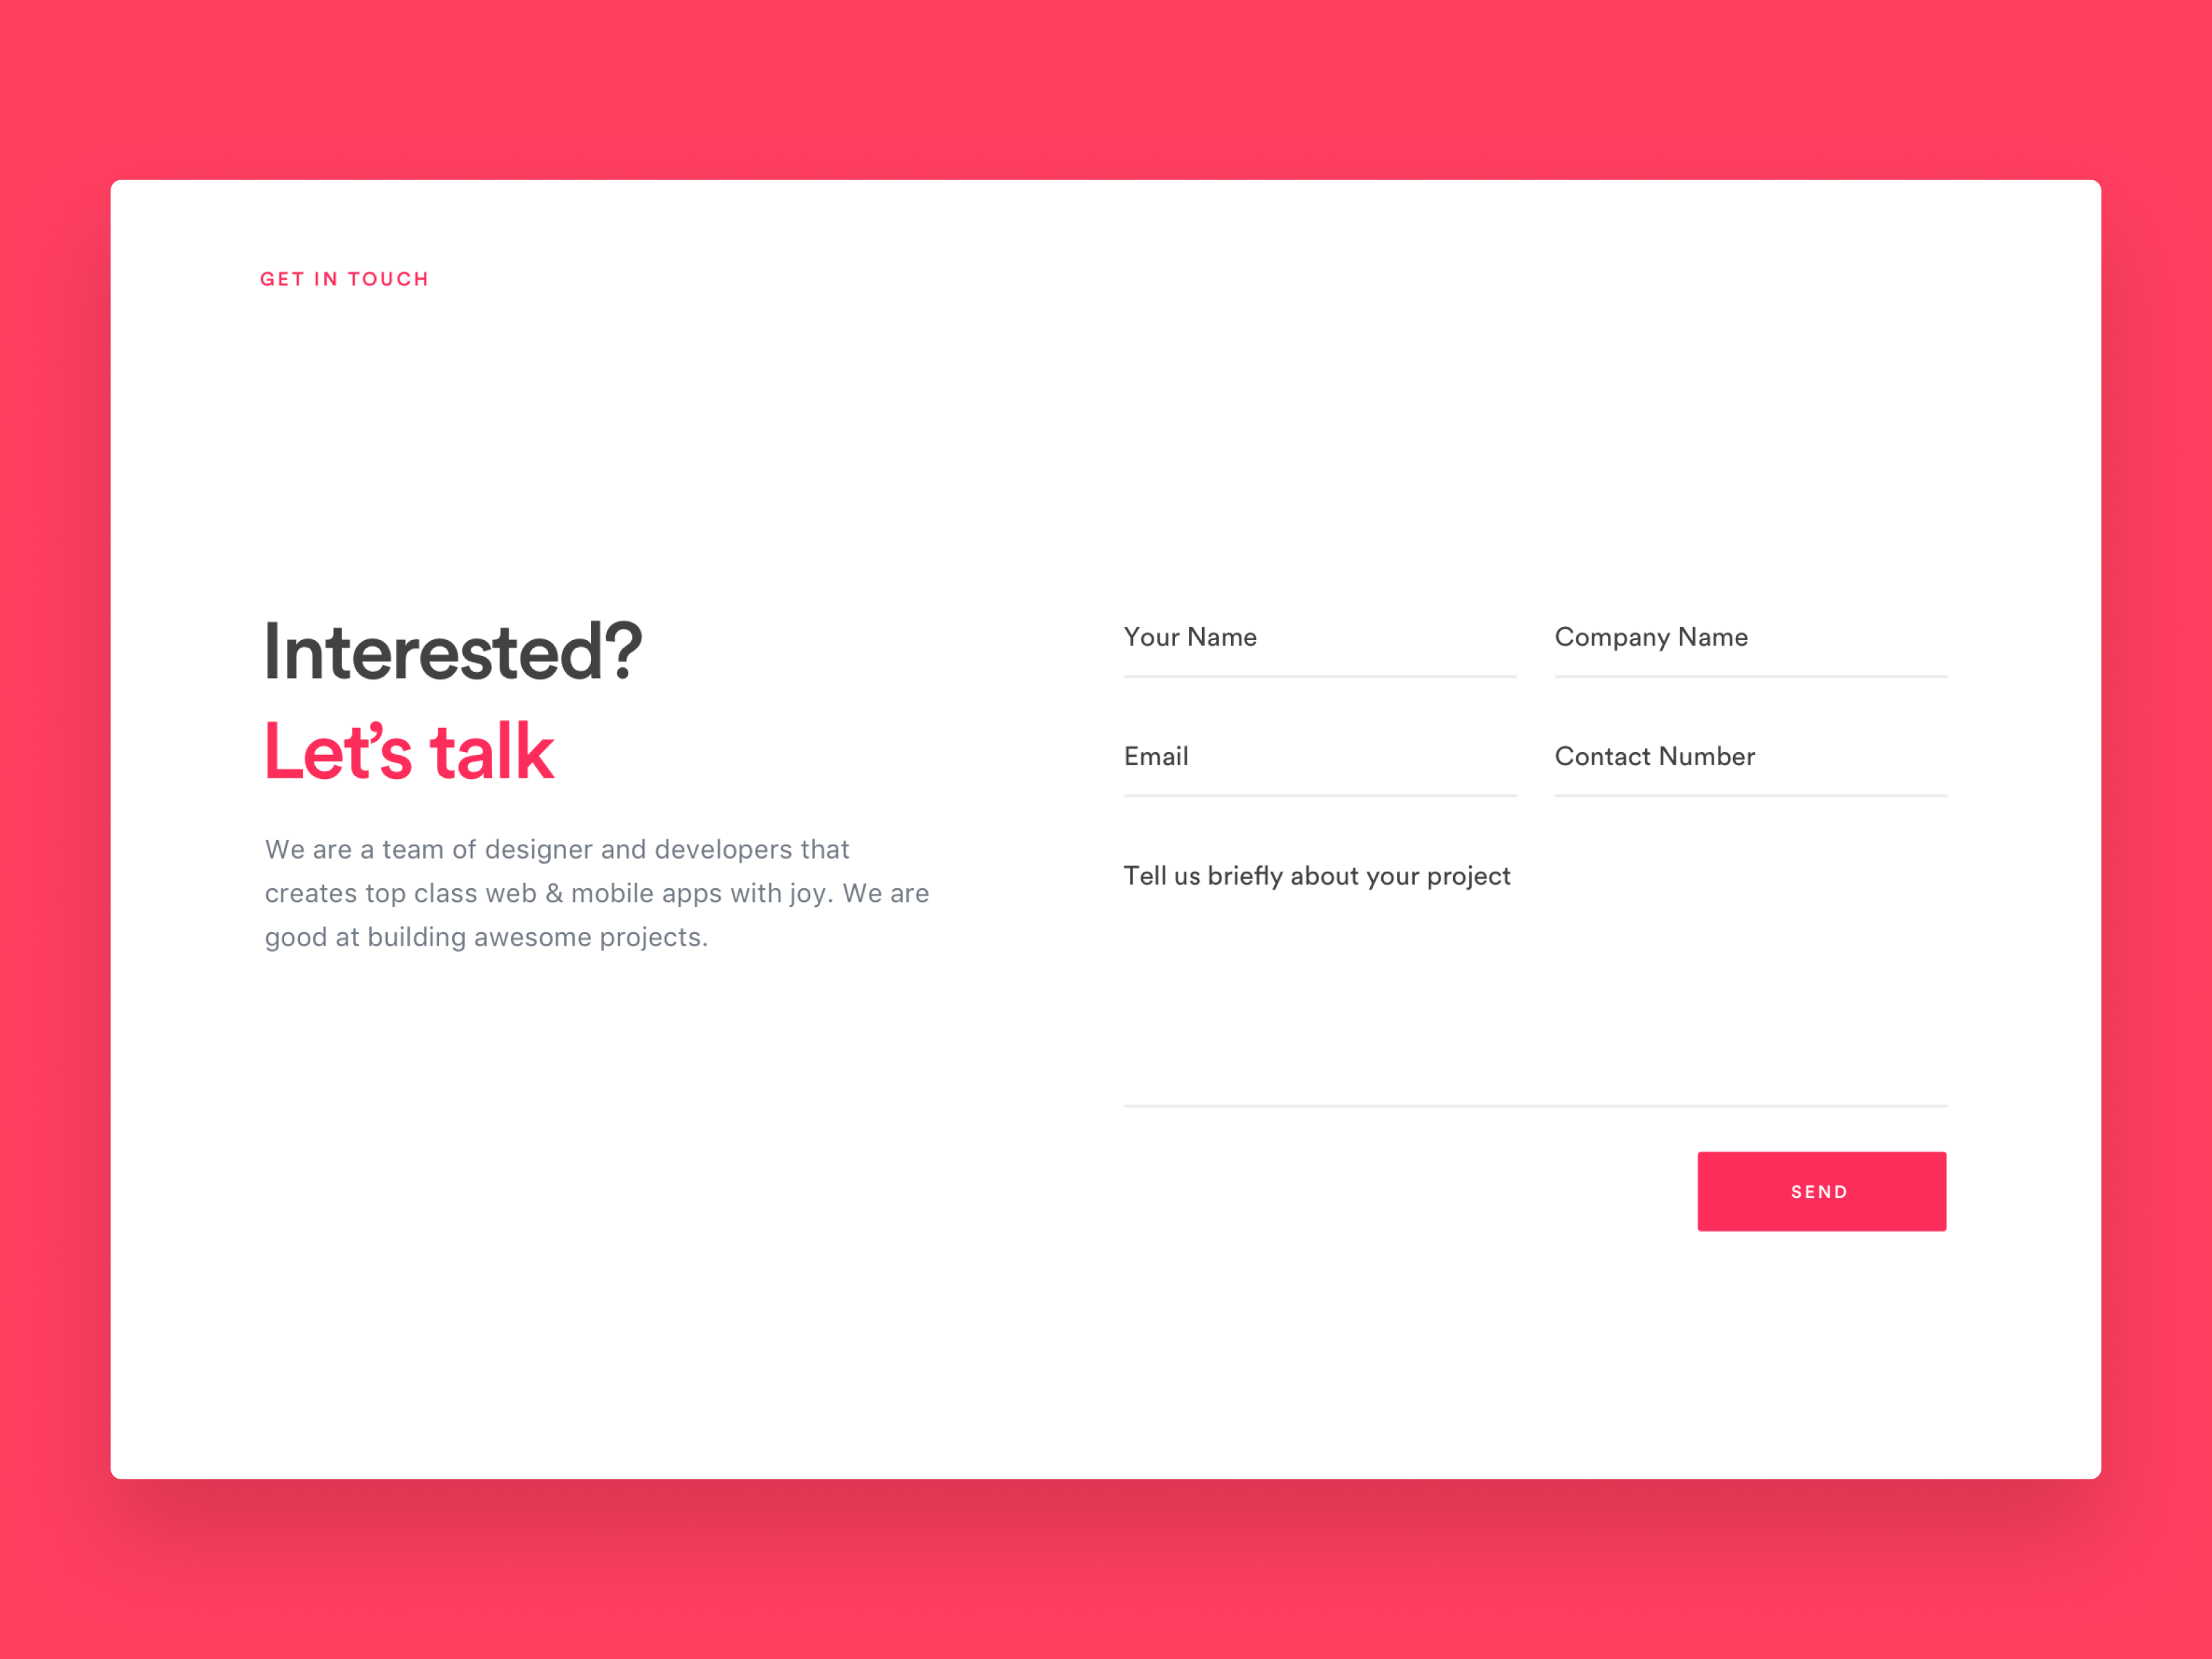 GET IN TOUCH
Interested?
Let’s talk
We are a team of designer and developers that
creates top class web & mobile apps with joy. We are
good at building awesome projects.
Your Name
Company Name
Email
Contact Number
Tell us briefly about your project
SEND